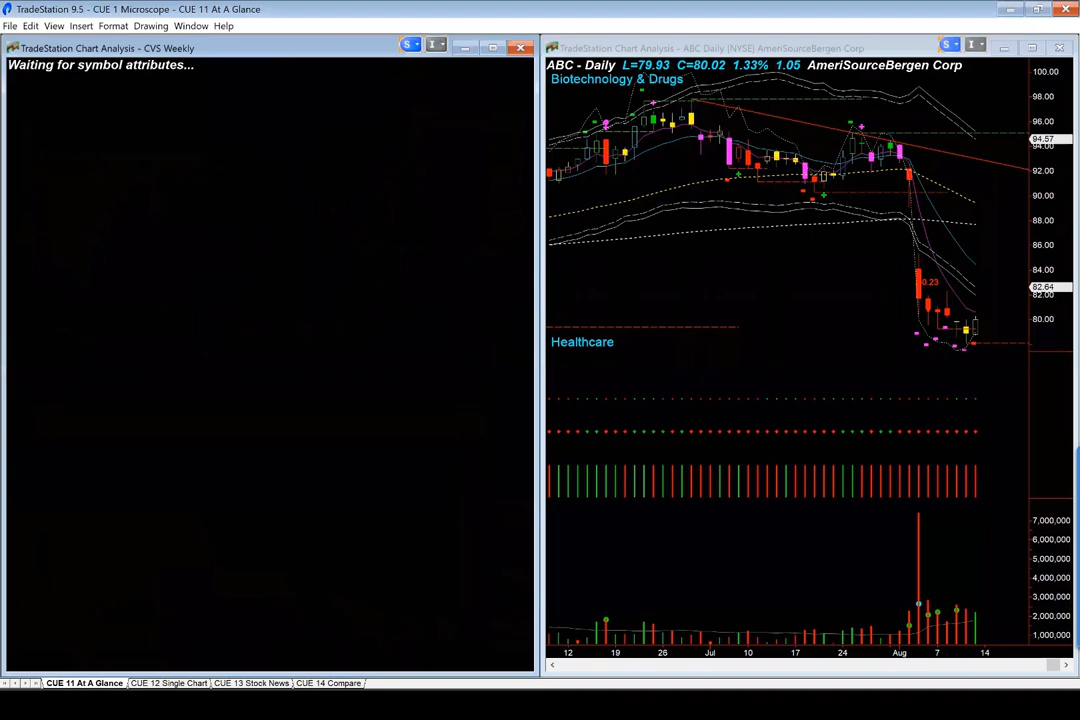 TradeStation 9.5 - CUE 1 Microscope - CUE 11 At A Glance
File Edit View Insert Format Drawing Window Help
TradeStation Chart Analysis - CVS Weekly
S I
Waiting for symbol attributes...
TradeStation Chart Analysis - ABC Daily [NYSE] AmeriSourceBergen Corp
S I
ABC - Daily L=79.93 C=80.02 1.33% 1.05 AmeriSourceBergen Corp
Biotechnology & Drugs
100.00
98.00
96.00
94.57
94.00
92.00
90.00
88.00
86.00
84.00
0.23
82.64
82.00
80.00
Healthcare
7,000,000
6,000,000
5,000,000
4,000,000
3,000,000
2,000,000
1,000,000
12 19 26 Jul 10 17 24 Aug 7 14
CUE 11 At A Glance CUE 12 Single Chart CUE 13 Stock News CUE 14 Compare